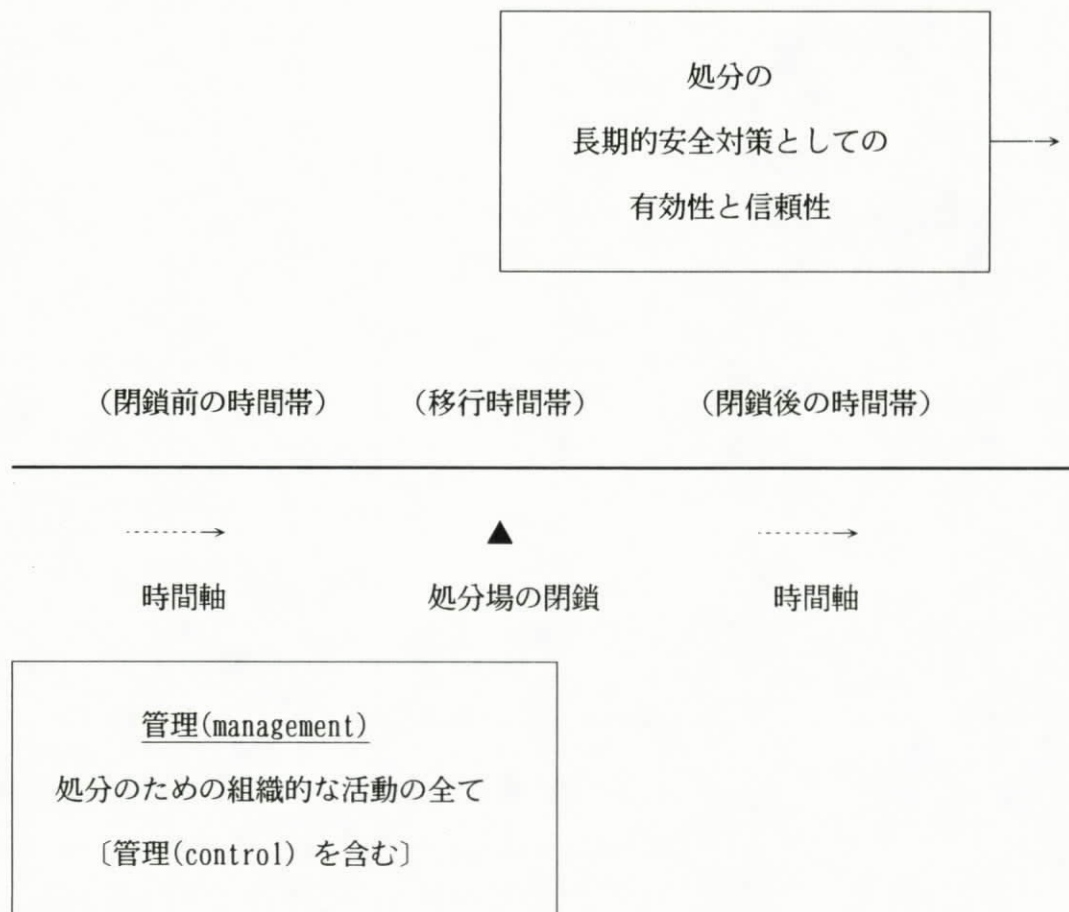 処分の
長期的安全対策としての
有効性と信頼性
(閉鎖前の時間帯) (移行時間帯) (閉鎖後の時間帯)
▲
時間軸 処分場の閉鎖 時間軸
管理(management)
処分のための組織的な活動の全て
〔管理(control) を含む〕